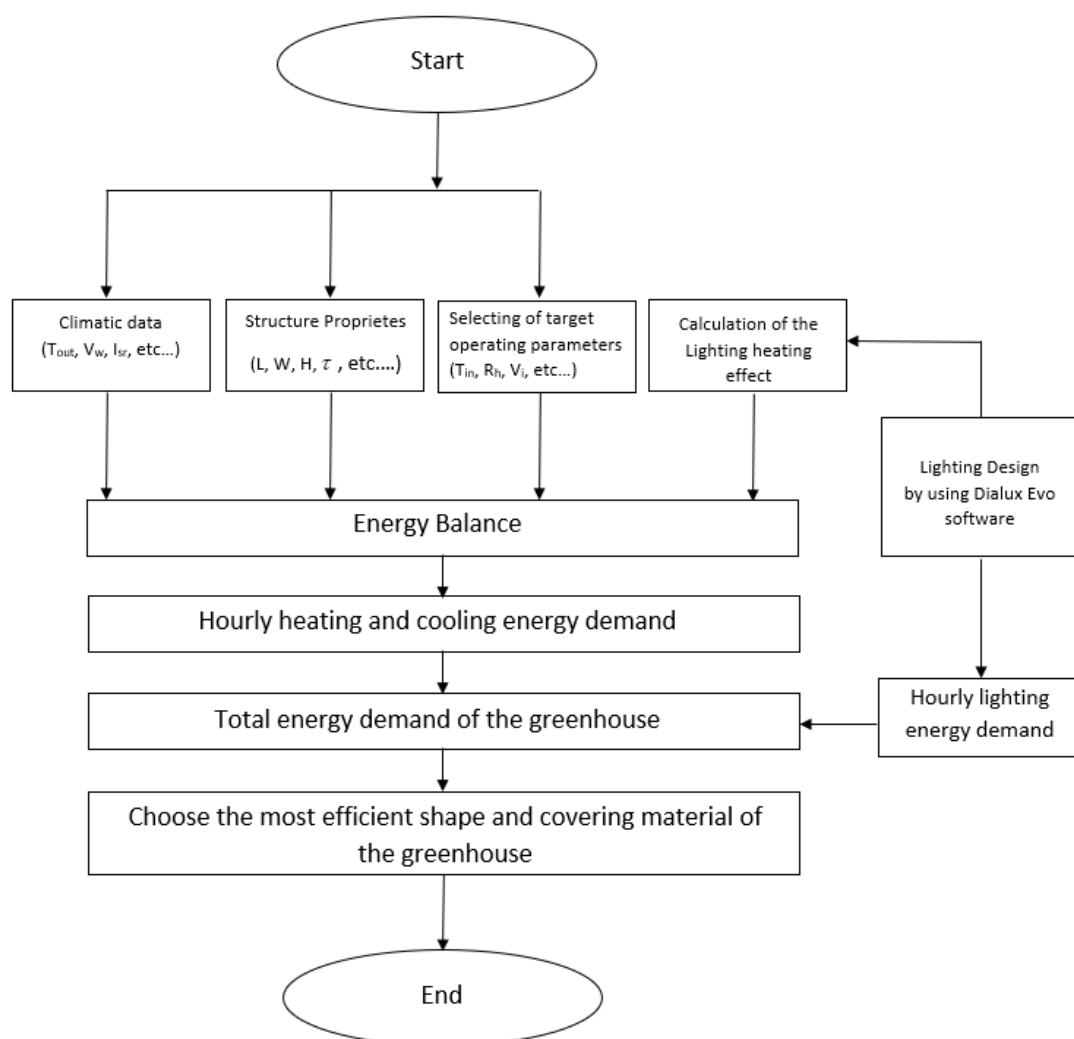 Start
Climatic data
(Tout, Vw, Isr, etc...)
Structure Proprietes
(L, W, H, τ , etc....)
Selecting of target
operating parameters
(Tin, Rh, Vi, etc...)
Calculation of the
Lighting heating
effect
Lighting Design
by using Dialux Evo
software
Energy Balance
Hourly heating and cooling energy demand
Total energy demand of the greenhouse
Hourly lighting
energy demand
Choose the most efficient shape and covering material of
the greenhouse
End